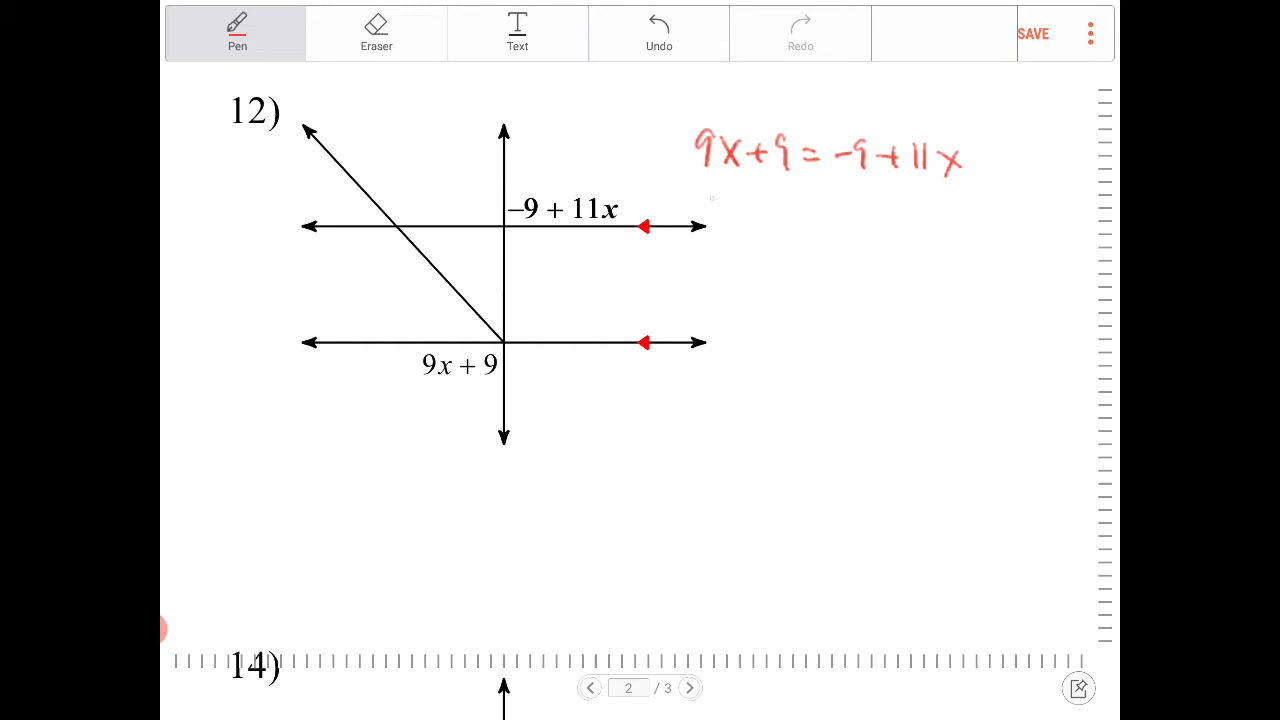 Pen
Eraser
Text
Undo
Redo
SAVE
12)
9x+9=-9+11x
–9 + 11x
9x + 9
14)
2 / 3